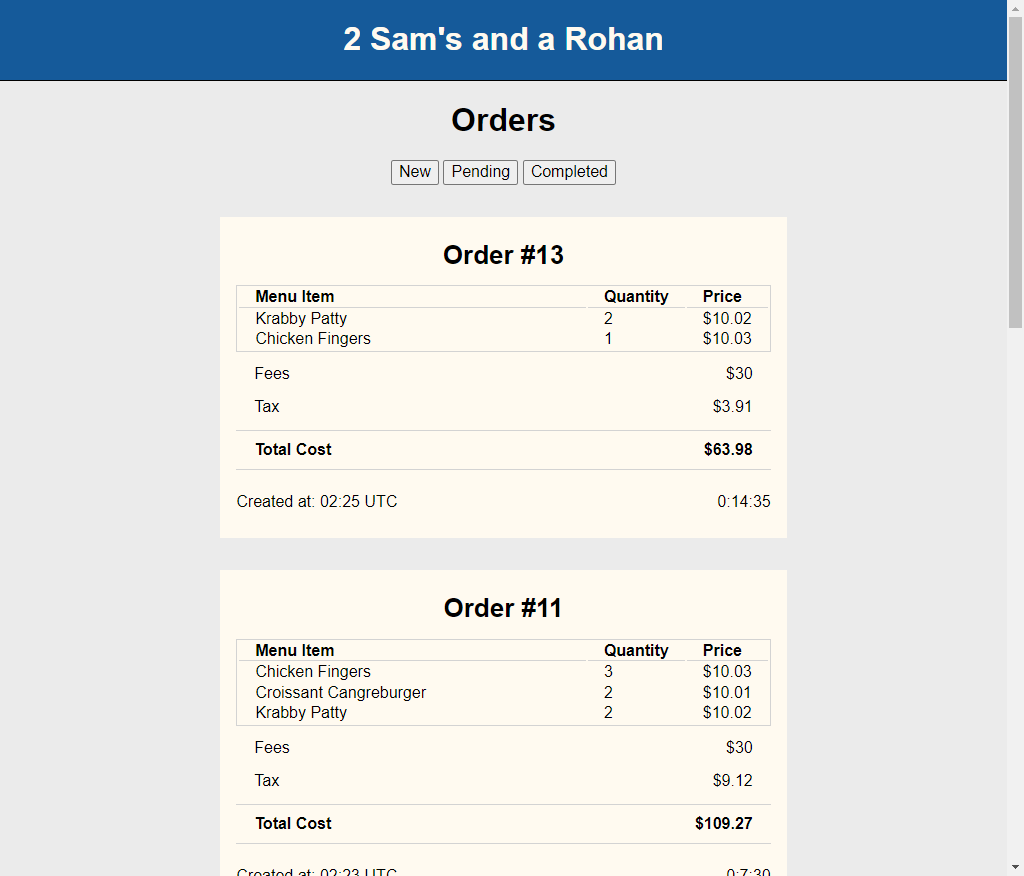 2 Sam's and a Rohan
Orders
New Pending Completed
Order #13
Menu Item Quantity Price
Krabby Patty 2 $10.02
Chicken Fingers 1 $10.03
Fees $30
Tax $3.91
Total Cost $63.98
Created at: 02:25 UTC 0:14:35
Order #11
Menu Item Quantity Price
Chicken Fingers 3 $10.03
Croissant Cangreburger 2 $10.01
Krabby Patty 2 $10.02
Fees $30
Tax $9.12
Total Cost $109.27
Created at: 02:23 UTC 0:7:30